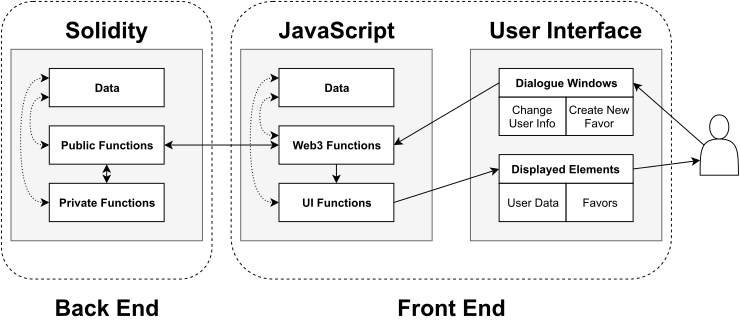 Solidity
Data
Public Functions
Private Functions
Back End
JavaScript
Data
Web3 Functions
UI Functions
User Interface
Dialogue Windows
Change
User Info
Create New
Favor
Displayed Elements
User Data
Favors
Front End